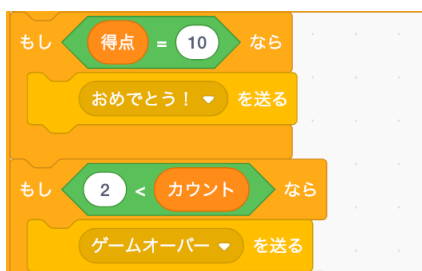 もし 得点 = 10 なら
おめでとう！ を送る
もし 2 < カウント なら
ゲームオーバー を送る